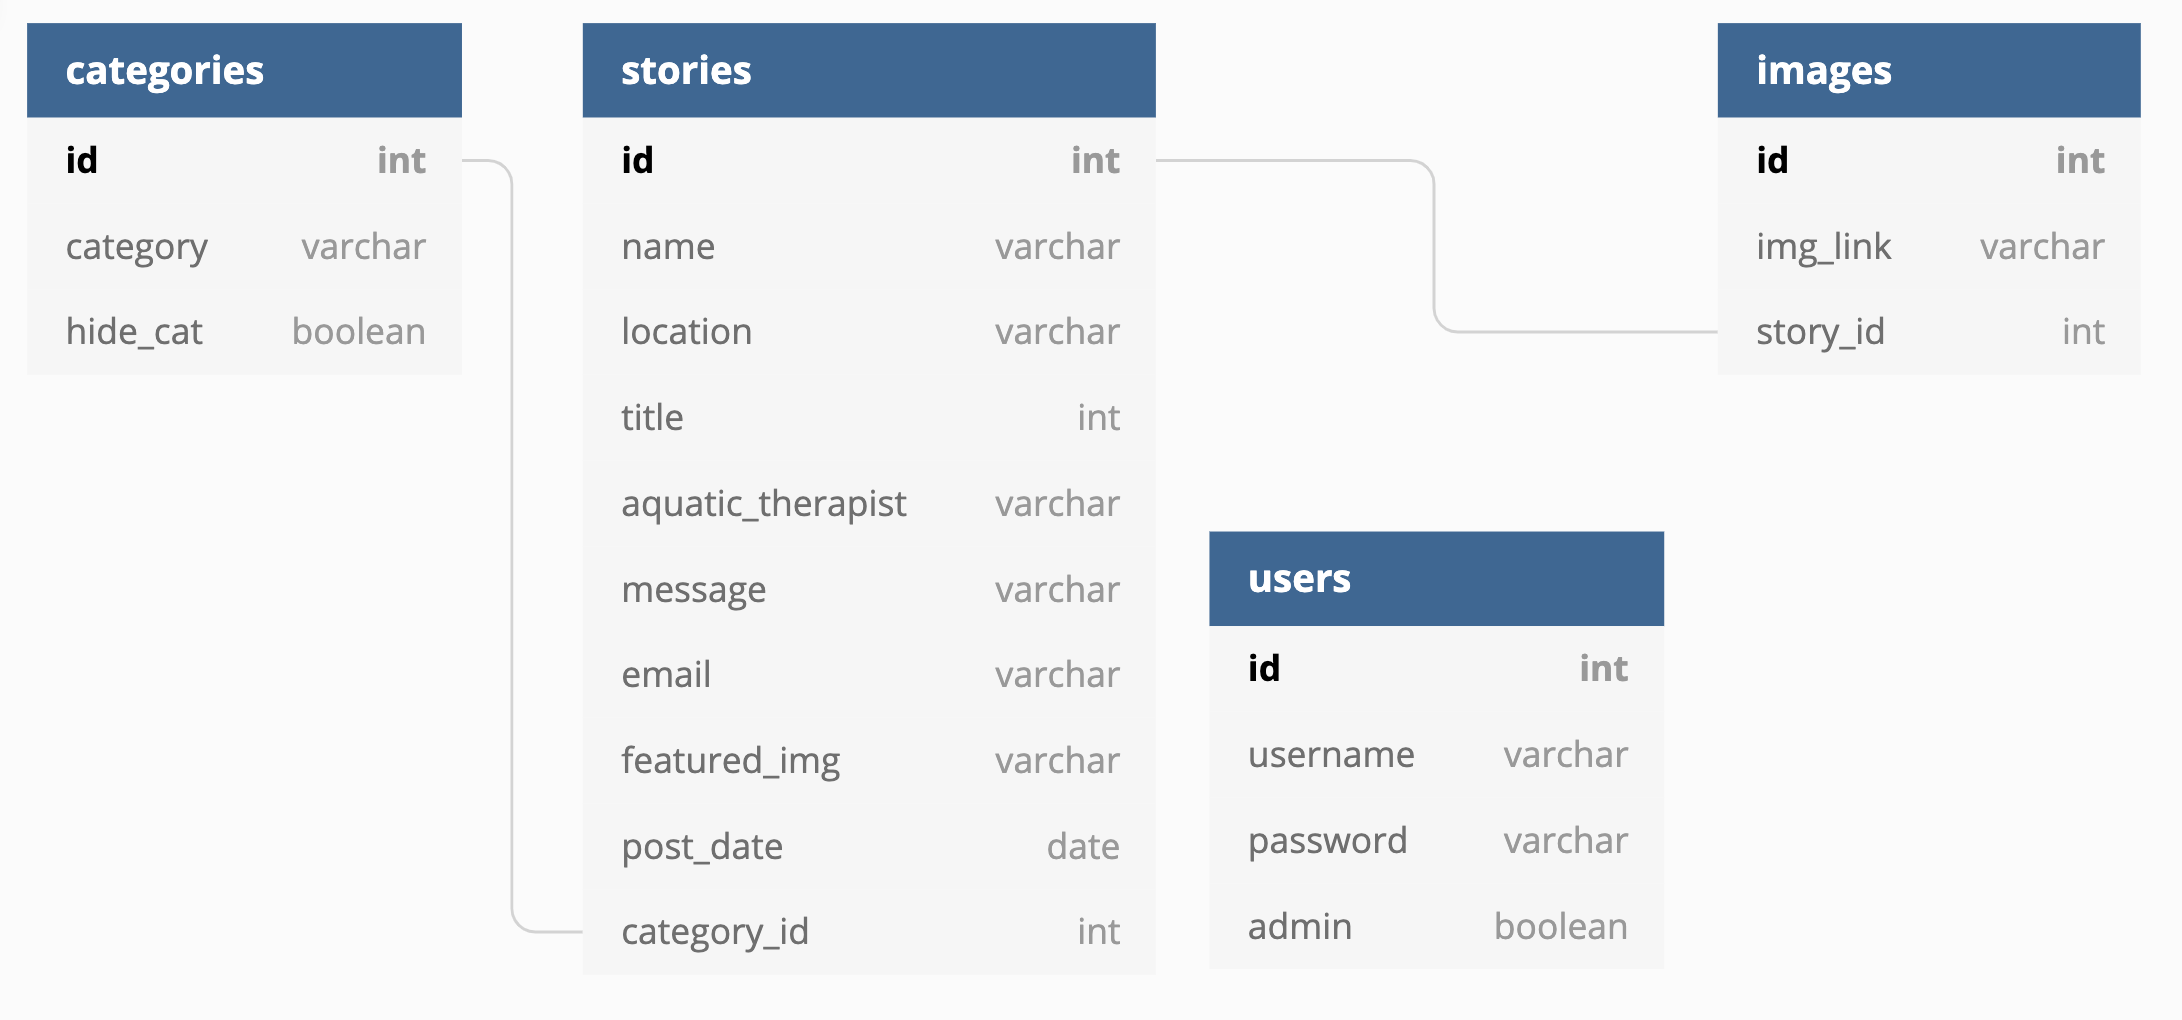 categories
id int
category varchar
hide_cat boolean
stories
id int
name varchar
location varchar
title int
aquatic_therapist varchar
message varchar
email varchar
featured_img varchar
post_date date
category_id int
images
id int
img_link varchar
story_id int
users
id int
username varchar
password varchar
admin boolean